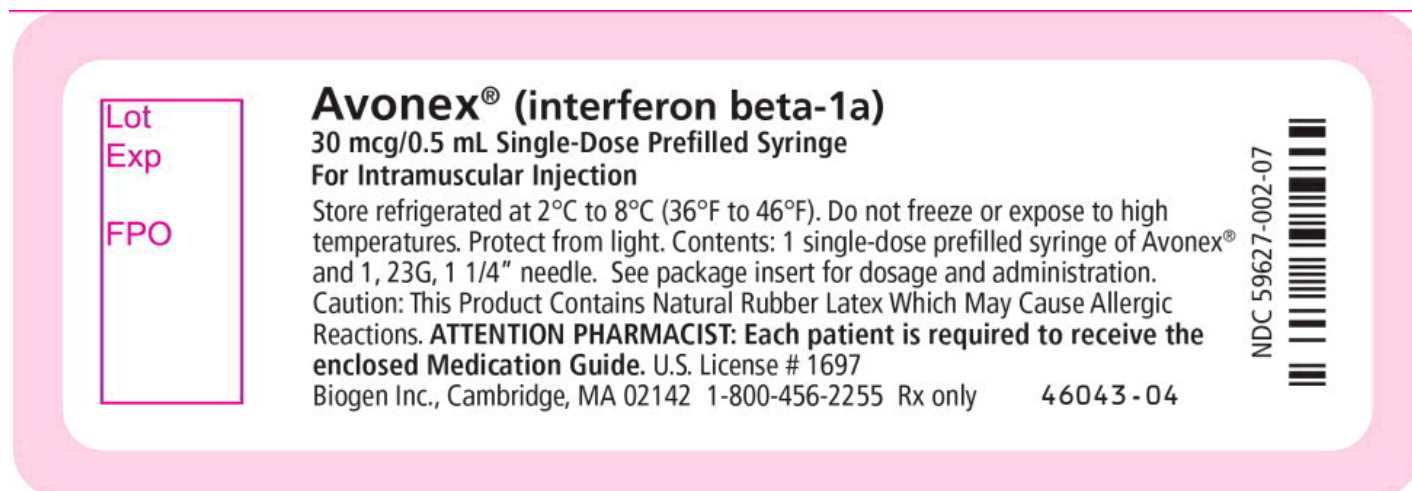 Lot
Exp
FPO
Avonex® (interferon beta-1a)
30 mcg/0.5 mL Single-Dose Prefilled Syringe
For Intramuscular Injection
Store refrigerated at 2°C to 8°C (36°F to 46°F). Do not freeze or expose to high
temperatures. Protect from light. Contents: 1 single-dose prefilled syringe of Avonex®
and 1, 23G, 1 1/4” needle. See package insert for dosage and administration.
Caution: This Product Contains Natural Rubber Latex Which May Cause Allergic
Reactions. ATTENTION PHARMACIST: Each patient is required to receive the
enclosed Medication Guide. U.S. License # 1697
Biogen Inc., Cambridge, MA 02142 1-800-456-2255 Rx only 46043-04
NDC 59627-002-07